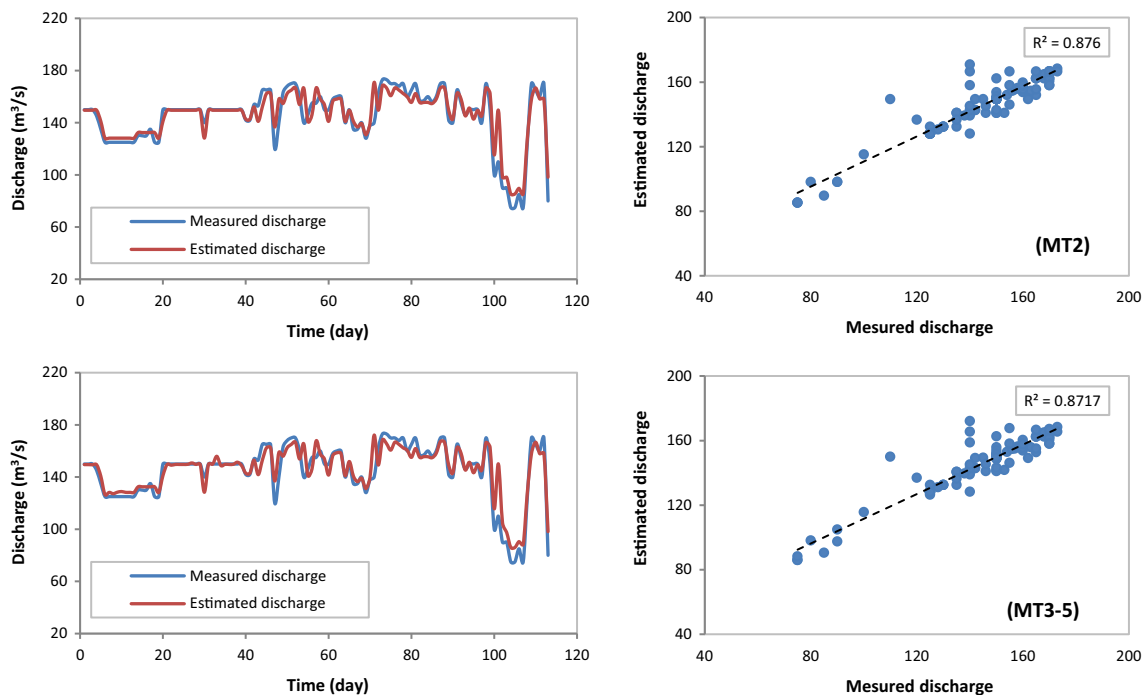 220
180
140
100
60
20
Discharge (m³/s)
Measured discharge
Estimated discharge
0 20 40 60 80 100 120
Time (day)
200
160
120
80
40
Estimated discharge
R² = 0.876
(MT2)
40 80 120 160 200
Mesured discharge
220
180
140
100
60
20
Discharge (m³/s)
Measured discharge
Estimated discharge
0 20 40 60 80 100 120
Time (day)
200
160
120
80
40
Estimated discharge
R² = 0.8717
(MT3-5)
40 80 120 160 200
Mesured discharge